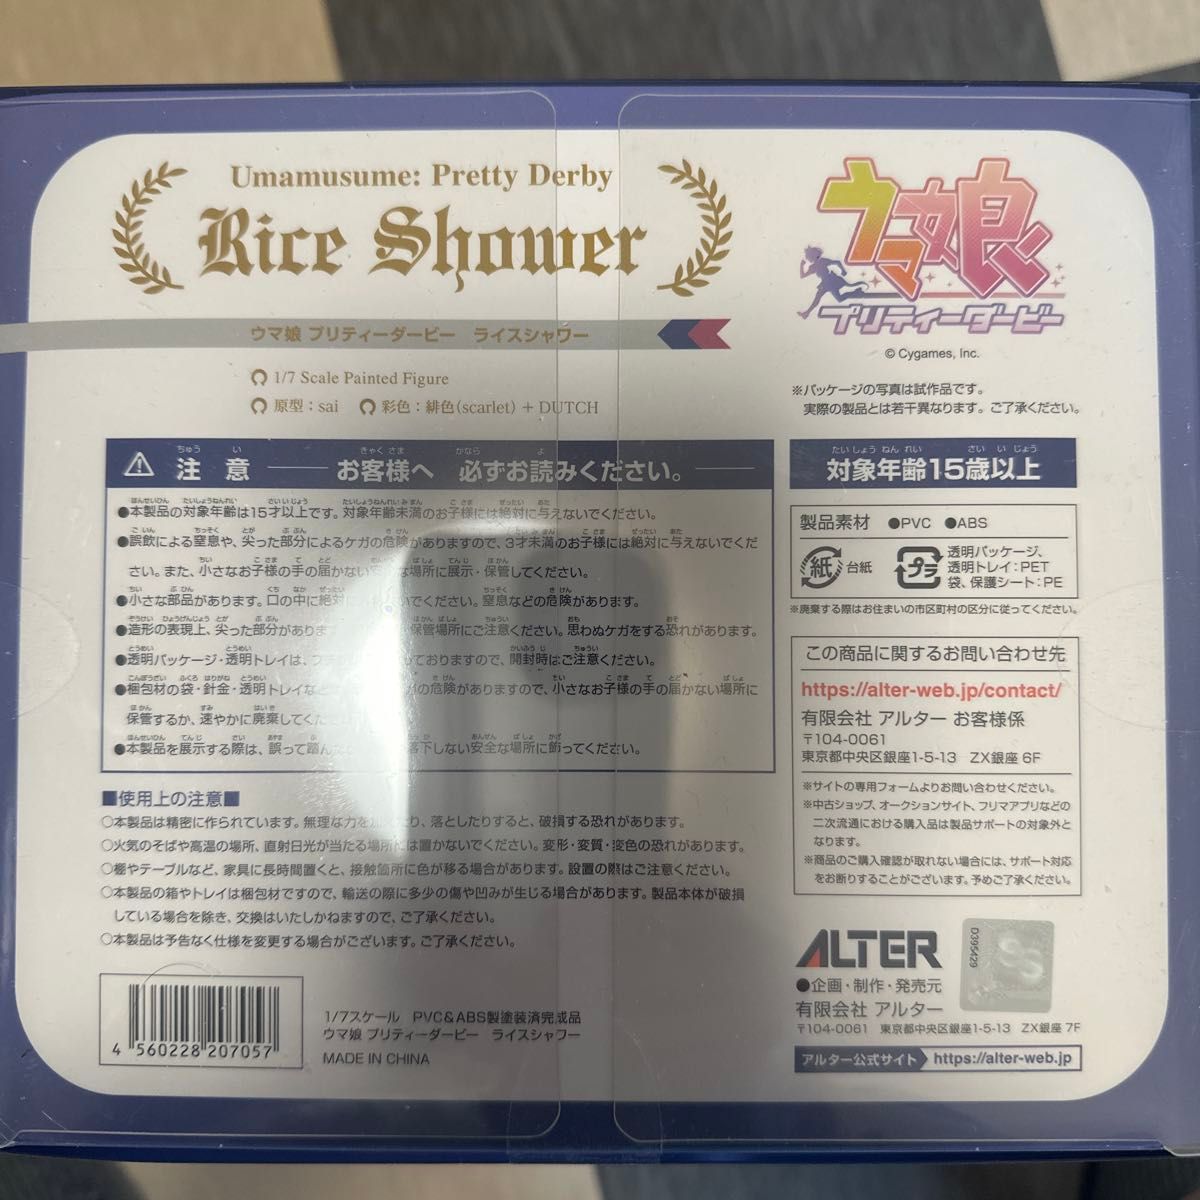 Umamusume: Pretty Derby
Rice Shower
ウマ娘 プリティーダービー ライスシャワー
1/7 Scale Painted Figure
原型：sai 彩色：緋色(scarlet) + DUTCH
ウマ娘
プリティーダービー
© Cygames, Inc.
※パッケージの写真は試作品です。
実際の製品とは若干異なります。ご了承ください。
注意 お客様へ 必ずお読みください。
●本製品の対象年齢は15才以上です。対象年齢未満のお子様には絶対に与えないでください。
●誤飲による窒息や、尖った部分によるケガの危険がありますので、3才未満のお子様には絶対に与えないでくだ
さい。また、小さなお子様の手の届かない な場所に展示・保管してください。
●小さな部品があります。口の中に絶対に いでください。窒息などの危険があります。
●造形の表現上、尖った部分があります 保管場所にご注意ください。思わぬケガをする恐れがあります。
●透明パッケージ・透明トレイは、 ておりますので、開封時はご注意ください。
●梱包材の袋・針金・透明トレイなど の危険がありますので、小さなお子様の手の届かない場所に
保管するか、速やかに廃棄してください
●本製品を展示する際は、誤って踏んだ 落下しない安全な場所に飾ってください。
対象年齢15歳以上
製品素材 ●PVC ●ABS
紙 台紙
プラ 透明パッケージ、
透明トレイ：PET
袋、保護シート：PE
※廃棄する際はお住まいの市区町村の区分に従ってください。
この商品に関するお問い合わせ先
https://alter-web.jp/contact/
有限会社 アルター お客様係
〒104-0061
東京都中央区銀座1-5-13 ZX銀座 6F
※サイトの専用フォームよりお問い合わせください。
※中古ショップ、オークションサイト、フリマアプリなどの
二次流通における購入品は製品サポートの対象外と
なります。
※商品のご購入確認が取れない場合には、サポート対応
をお断りすることがございます。予めご了承ください。
■使用上の注意■
○本製品は精密に作られています。無理な力を加えたり、落としたりすると、破損する恐れがあります。
○火気のそばや高温の場所、直射日光が当たる場所には置かないでください。変形・変質・変色の恐れがあります。
○棚やテーブルなど、家具に長時間置くと、接触箇所に色が移る場合があります。設置の際はご注意ください。
○本製品の箱やトレイは梱包材ですので、輸送の際に多少の傷や凹みが生じる場合があります。製品本体が破損
している場合を除き、交換はいたしかねますので、ご了承ください。
○本製品は予告なく仕様を変更する場合がございます。ご了承ください。
4 560228 207057
1/7スケール PVC&ABS製塗装済完成品
ウマ娘 プリティーダービー ライスシャワー
MADE IN CHINA
ALTER
D395429
●企画・制作・発売元
有限会社 アルター
〒104-0061 東京都中央区銀座1-5-13 ZX銀座 7F
アルター公式サイト https://alter-web.jp